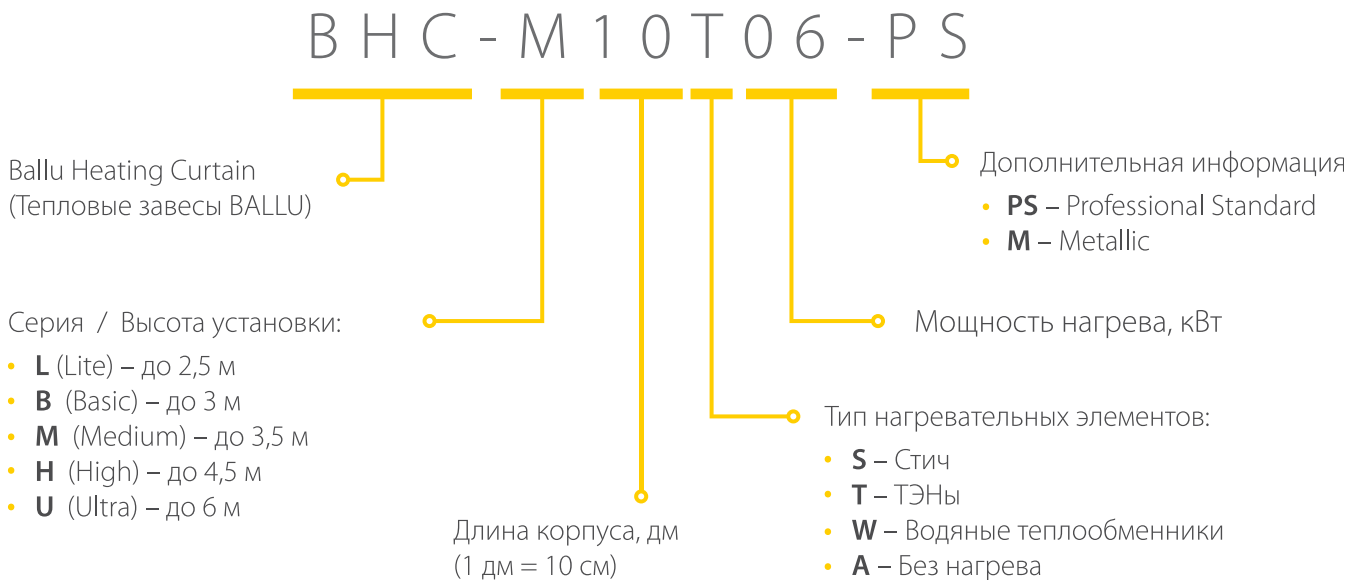 BHC-M10T06-PS
Ballu Heating Curtain
(Тепловые завесы BALLU)
Дополнительная информация
• PS – Professional Standard
• M – Metallic
Серия / Высота установки:
• L (Lite) – до 2,5 м
• B (Basic) – до 3 м
• M (Medium) – до 3,5 м
• H (High) – до 4,5 м
• U (Ultra) – до 6 м
Мощность нагрева, кВт
Тип нагревательных элементов:
• S – Стич
• T – ТЭНы
• W – Водяные теплообменники
• A – Без нагрева
Длина корпуса, дм
(1 дм = 10 см)